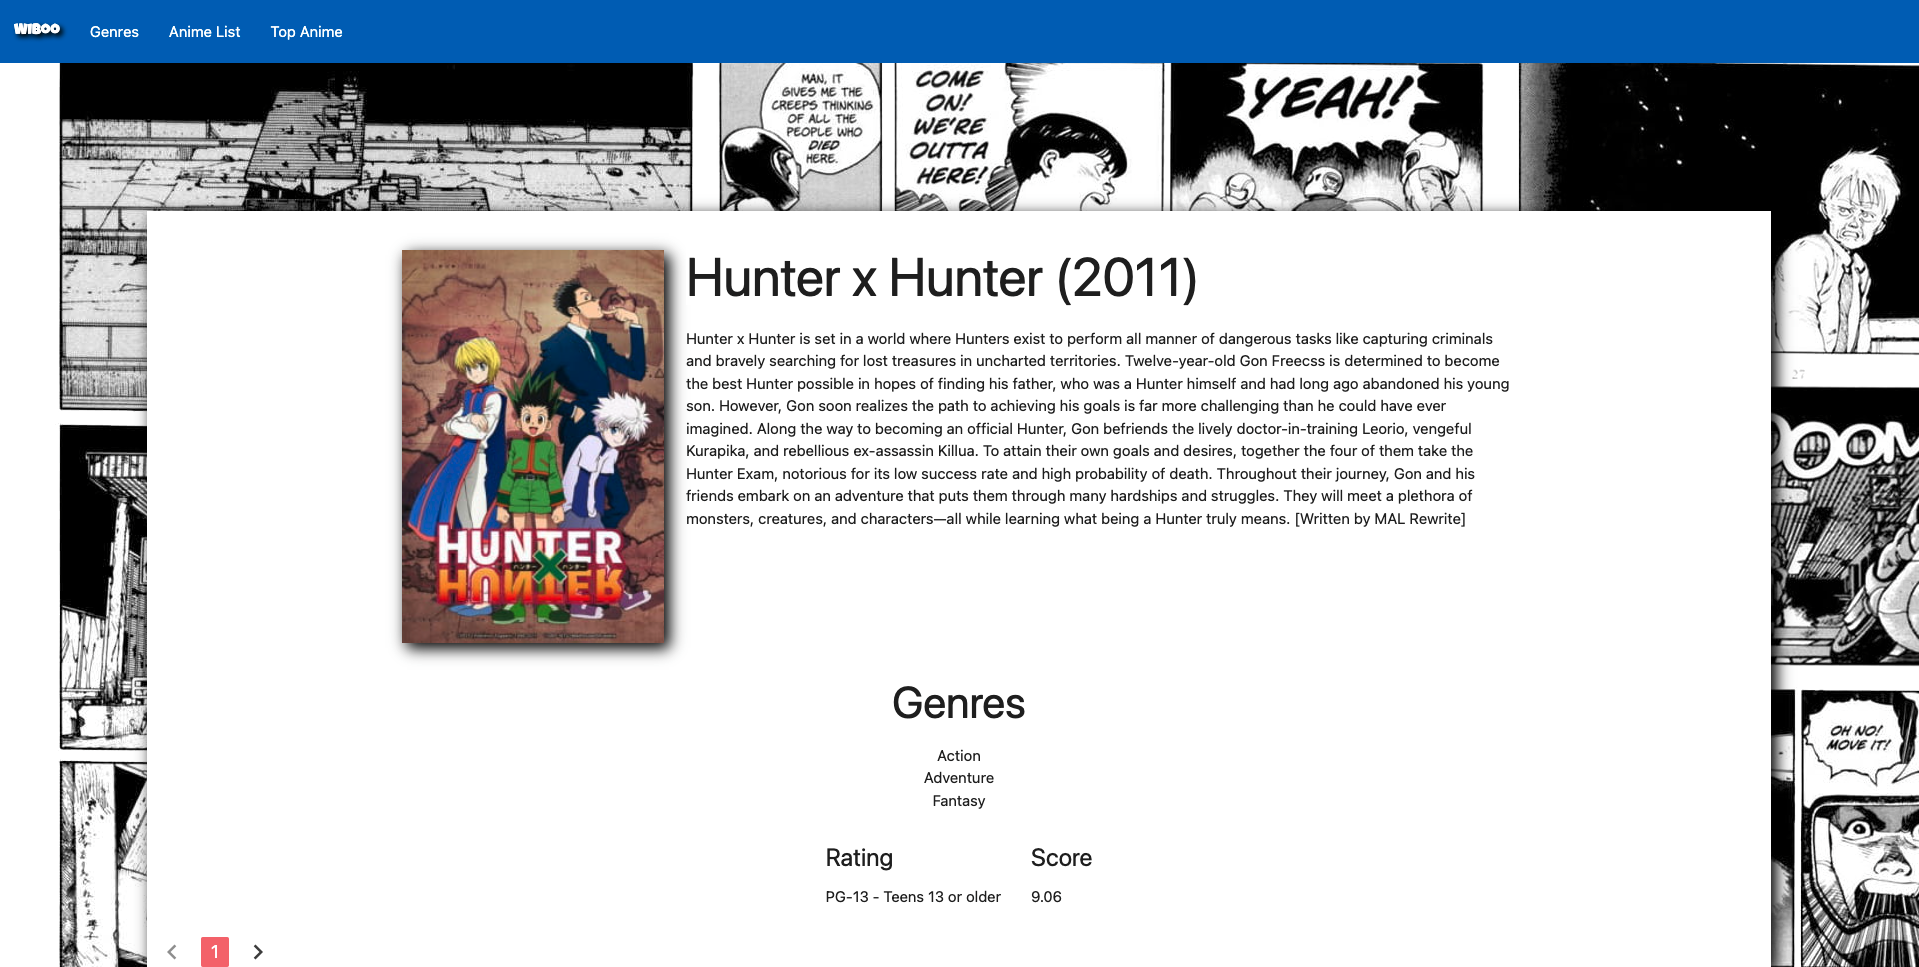 WIBOO
Genres
Anime List
Top Anime
MAN, IT
GIVES ME THE
CREEPS THINKING
OF ALL THE
PEOPLE WHO
DIED
HERE.
COME
ON!
WE'RE
OUTTA
HERE!
YEAH!
27
OOM
OH NO!
MOVE IT!
Hunter x Hunter (2011)
Hunter x Hunter is set in a world where Hunters exist to perform all manner of dangerous tasks like capturing criminals
and bravely searching for lost treasures in uncharted territories. Twelve-year-old Gon Freecss is determined to become
the best Hunter possible in hopes of finding his father, who was a Hunter himself and had long ago abandoned his young
son. However, Gon soon realizes the path to achieving his goals is far more challenging than he could have ever
imagined. Along the way to becoming an official Hunter, Gon befriends the lively doctor-in-training Leorio, vengeful
Kurapika, and rebellious ex-assassin Killua. To attain their own goals and desires, together the four of them take the
Hunter Exam, notorious for its low success rate and high probability of death. Throughout their journey, Gon and his
friends embark on an adventure that puts them through many hardships and struggles. They will meet a plethora of
monsters, creatures, and characters—all while learning what being a Hunter truly means. [Written by MAL Rewrite]
HUNTER
ハンター×ハンター
HUNTER
Genres
Action
Adventure
Fantasy
Rating
Score
PG-13 - Teens 13 or older
9.06
1